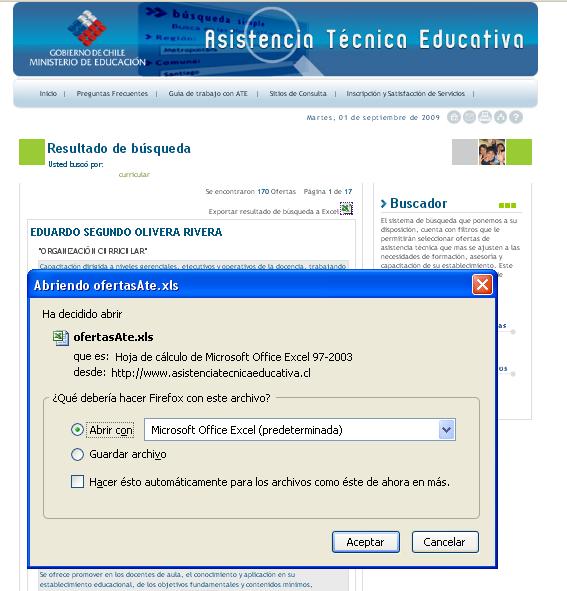 búsqueda simple
Región:
Metropolitana
Comuna:
Santiago
GOBIERNO DE CHILE
MINISTERIO DE EDUCACIÓN
Asistencia Técnica Educativa
Inicio | Preguntas Frecuentes | Guía de trabajo con ATE | Sitios de Consulta | Inscripción y Satisfacción de Servicios |
Martes, 01 de septiembre de 2009
Resultado de búsqueda
Usted buscó por:
curricular
Se encontraron 170 Ofertas Página 1 de 17
Exportar resultado de búsqueda a Excel
EDUARDO SEGUNDO OLIVERA RIVERA
"ORGANIZACIÓN CURRICULAR"
Capacitación dirigida a niveles gerenciales, ejecutivos y operativos de la docencia, trabajando
Buscador
El sistema de búsqueda que ponemos a su
disposición, cuenta con filtros que le
permitirán seleccionar ofertas de
asistencia técnica que más se ajusten a las
necesidades de formación, asesoría y
capacitación de su establecimiento. Este
Abriendo ofertasAte.xls
Ha decidido abrir
ofertasAte.xls
que es: Hoja de cálculo de Microsoft Office Excel 97-2003
desde: http://www.asistenciatecnicaeducativa.cl
¿Qué debería hacer Firefox con este archivo?
Abrir con Microsoft Office Excel (predeterminada)
Guardar archivo
Hacer ésto automáticamente para los archivos como éste de ahora en más.
Aceptar Cancelar
Se ofrece promover en los docentes de aula, el conocimiento y aplicación en su
establecimiento educacional, de los objetivos fundamentales y contenidos mínimos,